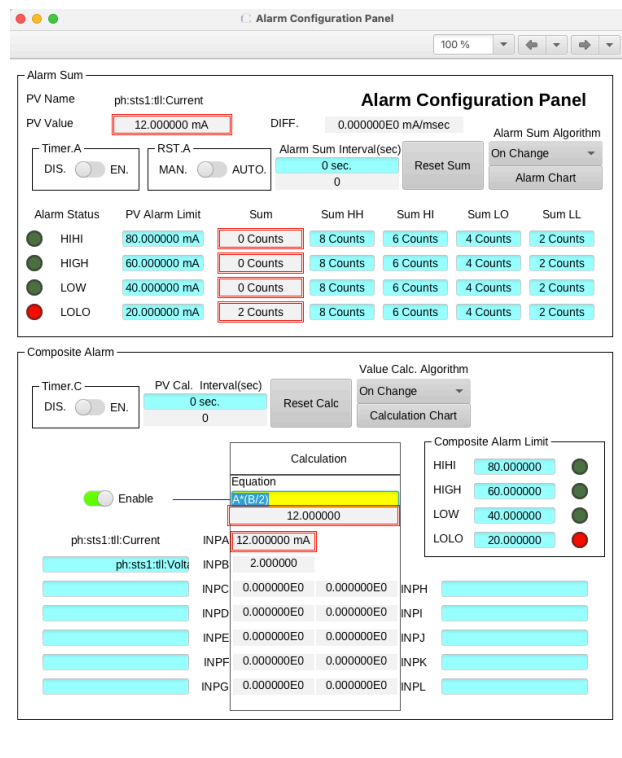 Alarm Configuration Panel
100 %
Alarm Sum
PV Name ph:sts1:tll:Current Alarm Configuration Panel
PV Value 12.000000 mA DIFF. 0.000000E0 mA/msec
Alarm Sum Algorithm
Timer.A RST.A Alarm Sum Interval(sec)
On Change
DIS. EN. MAN. AUTO. 0 sec. Reset Sum
0 Alarm Chart
Alarm Status PV Alarm Limit Sum Sum HH Sum HI Sum LO Sum LL
HIHI 80.000000 mA 0 Counts 8 Counts 6 Counts 4 Counts 2 Counts
HIGH 60.000000 mA 0 Counts 8 Counts 6 Counts 4 Counts 2 Counts
LOW 40.000000 mA 0 Counts 8 Counts 6 Counts 4 Counts 2 Counts
LOLO 20.000000 mA 2 Counts 8 Counts 6 Counts 4 Counts 2 Counts
Composite Alarm
Value Calc. Algorithm
Timer.C PV Cal. Interval(sec)
On Change
DIS. EN. 0 sec. Reset Calc
0 Calculation Chart
Composite Alarm Limit
Calculation
HIHI 80.000000
Equation
HIGH 60.000000
Enable A*(B/2)
12.000000 LOW 40.000000
ph:sts1:tll:Current INPA 12.000000 mA LOLO 20.000000
ph:sts1:tll:Volta INPB 2.000000
INPC 0.000000E0 0.000000E0 INPH
INPD 0.000000E0 0.000000E0 INPI
INPE 0.000000E0 0.000000E0 INPJ
INPF 0.000000E0 0.000000E0 INPK
INPG 0.000000E0 0.000000E0 INPL